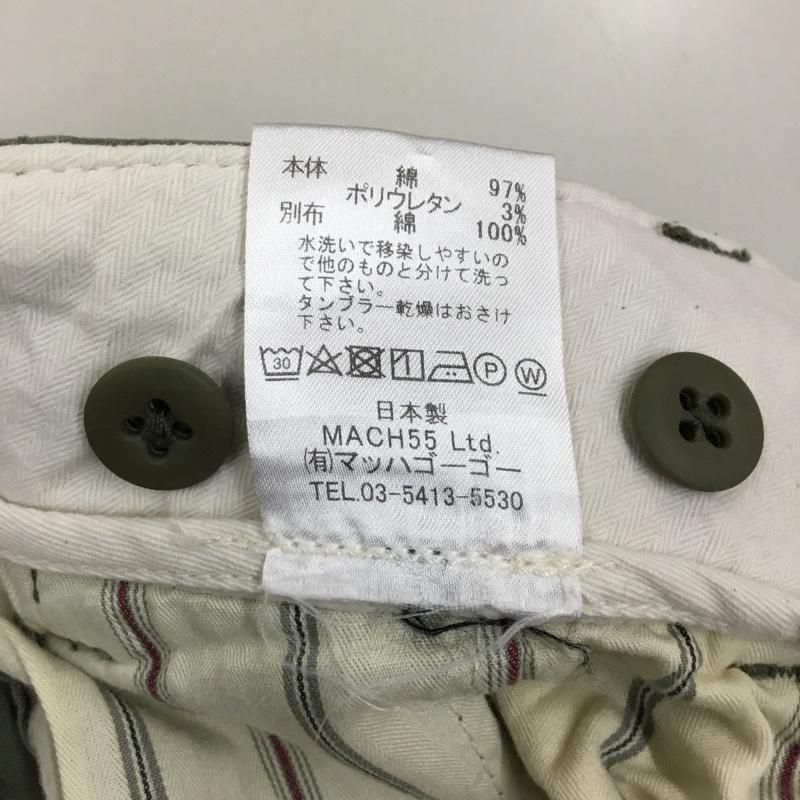 本体 綿 97%
ポリウレタン 3%
別布 綿 100%
水洗いで移染しやすいの
で他のものと分けて洗っ
て下さい。
タンブラー乾燥はおさけ
下さい。
30 P W
日本製
MACH55 Ltd.
(有)マッハゴーゴー
TEL.03-5413-5530